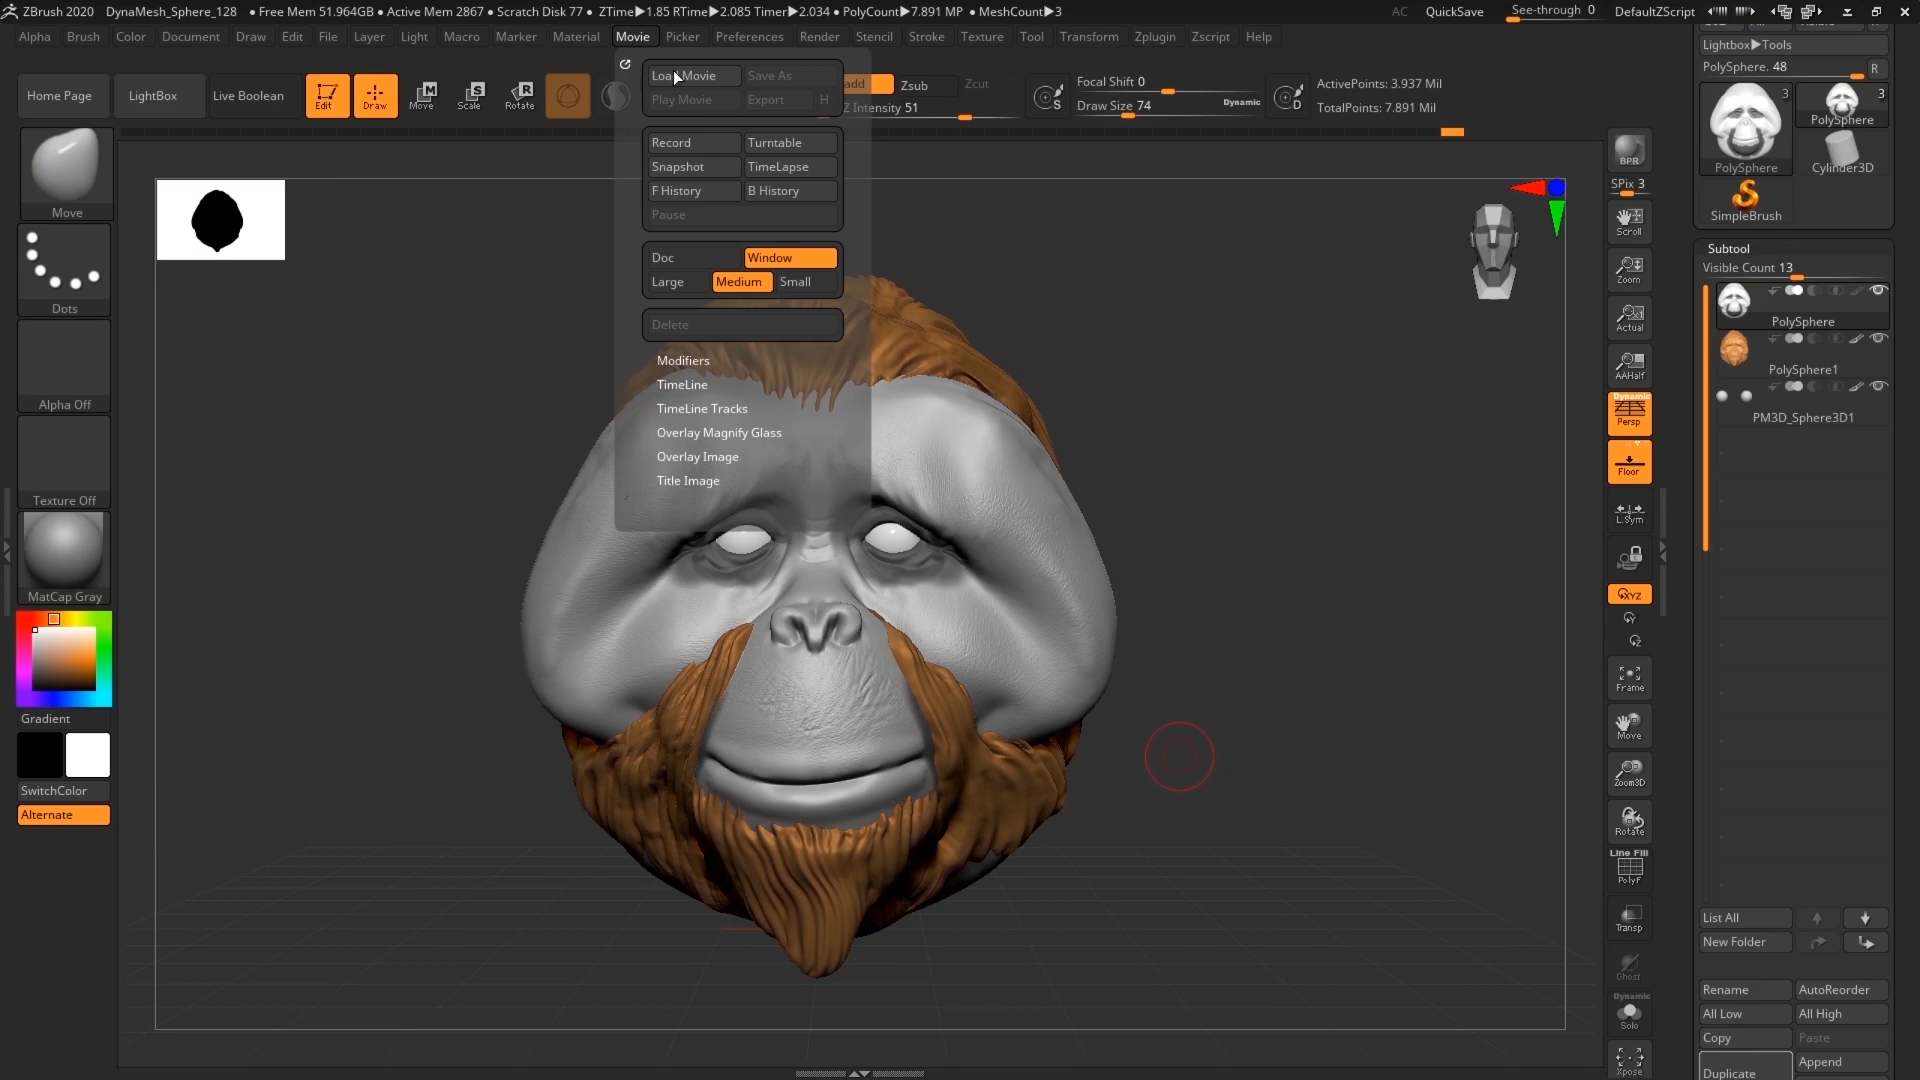 ZBrush 2020 DynaMesh_Sphere_128 • Free Mem 51.964GB • Active Mem 2867 • Scratch Disk 77 • ZTime▶1.85 RTime▶2.085 Timer▶2.034 • PolyCount▶7.891 MP • MeshCount▶3 AC QuickSave See-through 0 DefaultZScript
Alpha Brush Color Document Draw Edit File Layer Light Macro Marker Material Movie Picker Preferences Render Stencil Stroke Texture Tool Transform Zplugin Zscript Help
Home Page LightBox Live Boolean Edit Draw Move Scale Rotate
M S R
Zsub Zcut
Z Intensity 51
Focal Shift 0
Draw Size 74 Dynamic
S D
ActivePoints: 3.937 Mil
TotalPoints: 7.891 Mil
Move
Dots
Alpha Off
Texture Off
MatCap Gray
Gradient
SwitchColor
Alternate
Movie Save As
Play Movie Export H
Record Turntable
Snapshot TimeLapse
F History B History
Pause
Doc Window
Large Medium Small
Delete
Modifiers
TimeLine
TimeLine Tracks
Overlay Magnify Glass
Overlay Image
Title Image
BPR
SPix 3
Scroll
Zoom
Actual
AAHalf
Dynamic
Persp
Floor
L.Sym
XYZ
Y
Z
Frame
Move
Zoom3D
Rotate
Line Fill
PolyF
Transp
Ghost
Dynamic
Solo
Xpose
Lightbox▶Tools
PolySphere. 48 R
3 3
PolySphere
PolySphere Cylinder3D
SimpleBrush
Subtool
Visible Count 13
PolySphere
PolySphere1
PM3D_Sphere3D1
List All
New Folder
Rename AutoReorder
All Low All High
Copy Paste
Duplicate Append